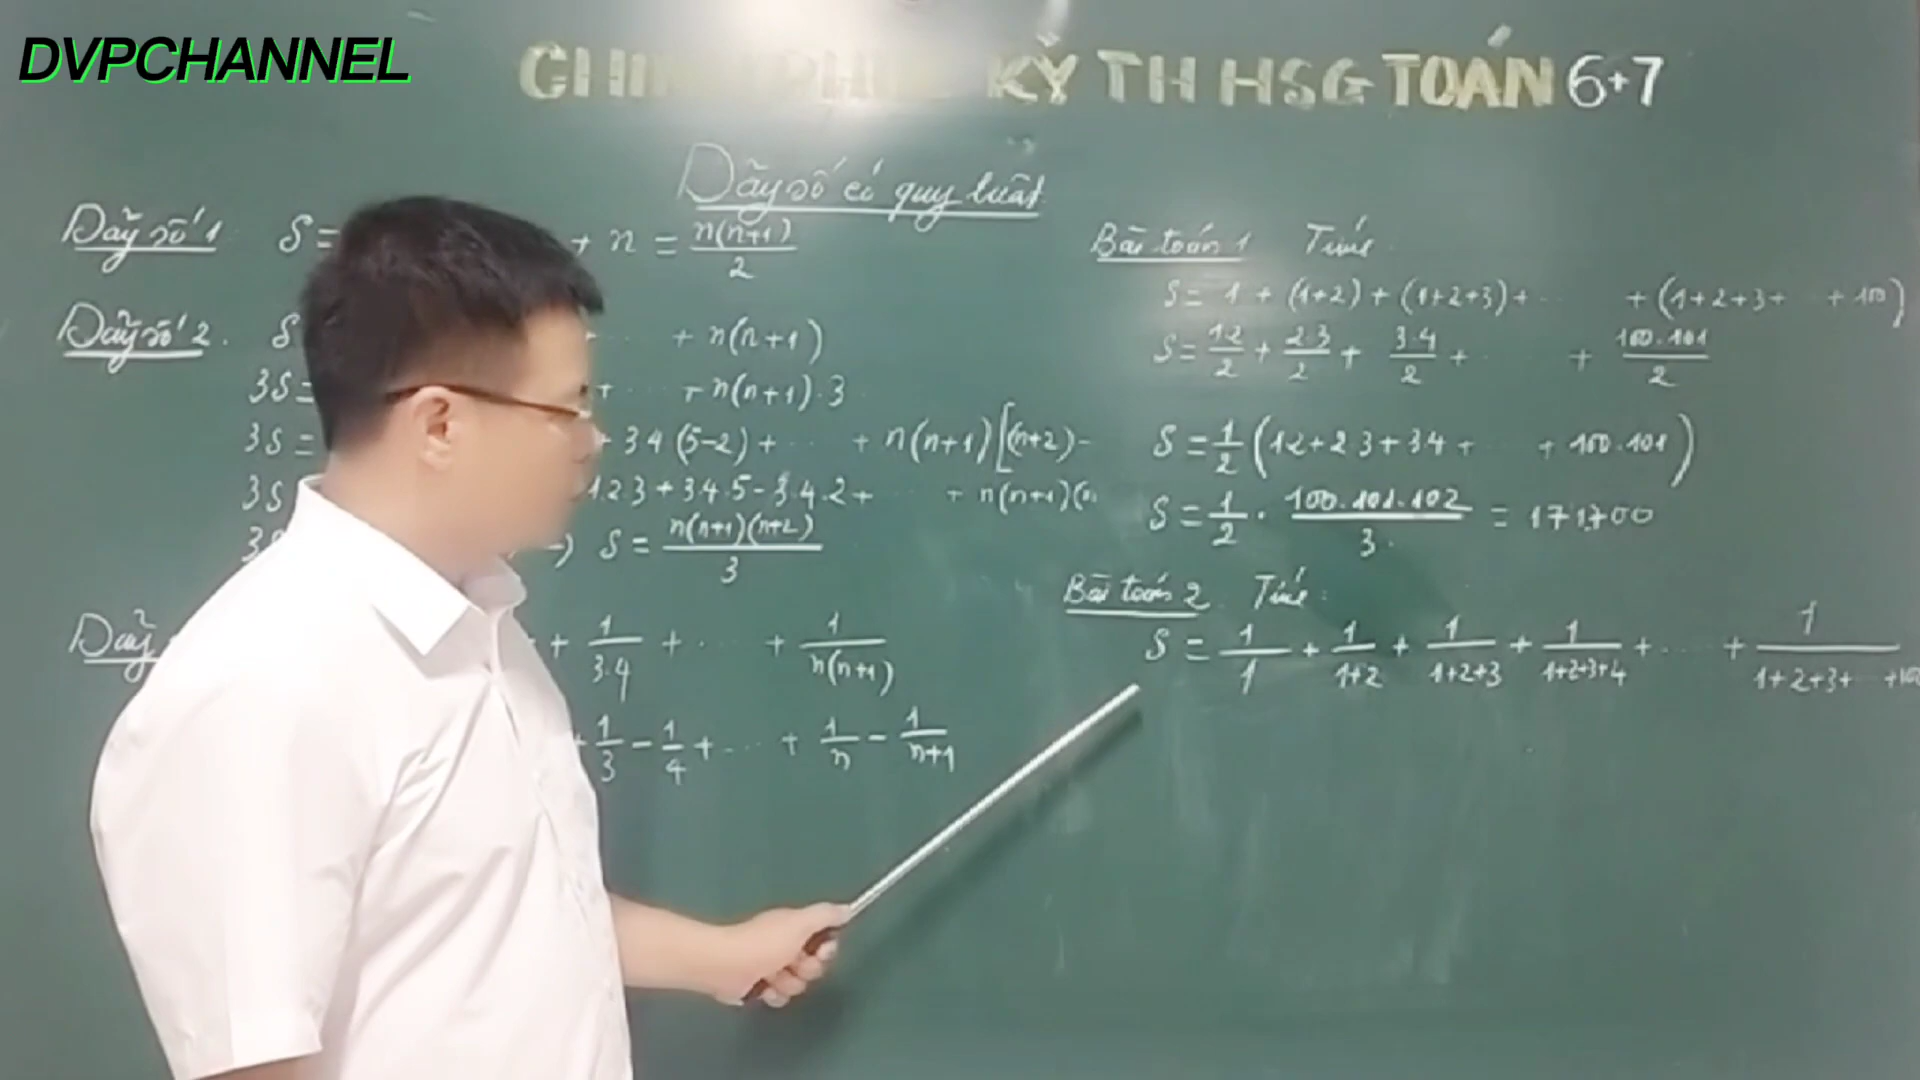 DVPCHANNEL
KỲ TH HSG TOÁN 6+7
Dãy số có quy luật
Dãy số 1 S = + n = n(n+1)/2
Dãy số 2. S + n(n+1)
3S = + ... + n(n+1).3
3S = + 3.4(5-2) + ... + n(n+1)[(n+2)-
3S 1.2.3 + 3.4.5 - 3.4.2 + ... + n(n+1)(n
S = n(n+1)(n+2)/3
Dãy + 1/3.4 + ... + 1/n(n+1)
+ 1/3 - 1/4 + ... + 1/n - 1/n+1
Bài toán 1 Tính :
S = 1 + (1+2) + (1+2+3) + ... + (1+2+3+ ... +100)
S = 1.2/2 + 2.3/2 + 3.4/2 + ... + 100.101/2
S = 1/2 (1.2+2.3+3.4+ ... + 100.101)
S = 1/2 . 100.101.102/3 = 171700
Bài toán 2 Tính :
S = 1/1 + 1/1+2 + 1/1+2+3 + 1/1+2+3+4 + ... + 1/1+2+3+ ... +100